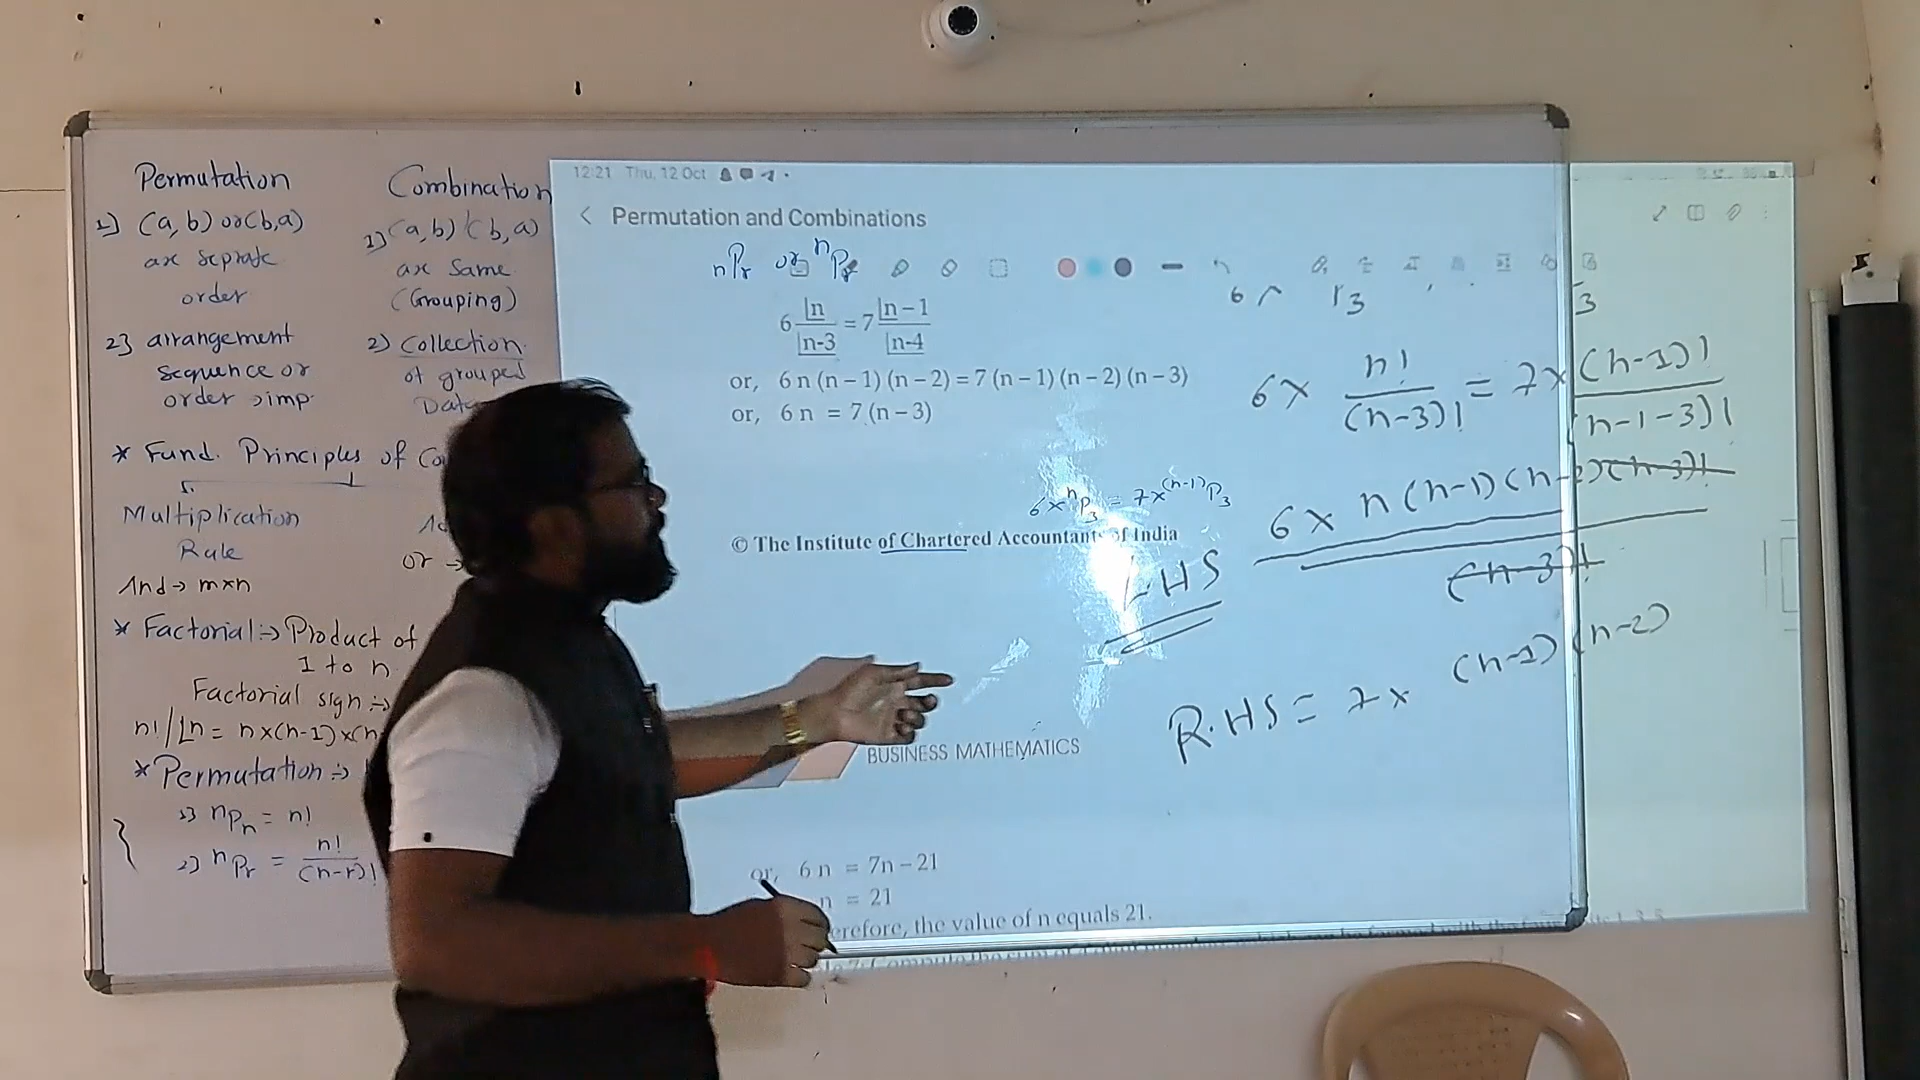 Permutation
1) (a, b) or (b,a)
are seprate
order
2) arrangement
sequence or
order imp.
Combination
1) (a, b) (b, a)
are same
(Grouping)
2) Collection
of grouped
Data
* Fund. Principles of
Multiplication
Rule
And → m×n
or →
* Factorial :→ Product of
1 to n
Factorial sign :→
n!/⌊n = n×(n-1)×(n
* Permutation :→
1) nPn = n!
2) nPr = n!/(n-r)!
12:21 Thu, 12 Oct
< Permutation and Combinations
nPr or nPr
6 ⌊n/⌊n-3 = 7 ⌊n-1/⌊n-4
or, 6 n (n – 1) (n – 2) = 7 (n – 1) (n – 2) (n – 3)
or, 6 n = 7 (n – 3)
6×nP3 = 7×(n-1)P3
© The Institute of Chartered Accountants of India
BUSINESS MATHEMATICS
or, 6 n = 7n – 21
n = 21
the value of n equals 21.
6× n!/(n-3)! = 7× (n-1)!/(n-1-3)!
L.HS 6× n(n-1)(n-2)(n-3)!/(n-3)!
R.HS = 7× (n-1)(n-2)